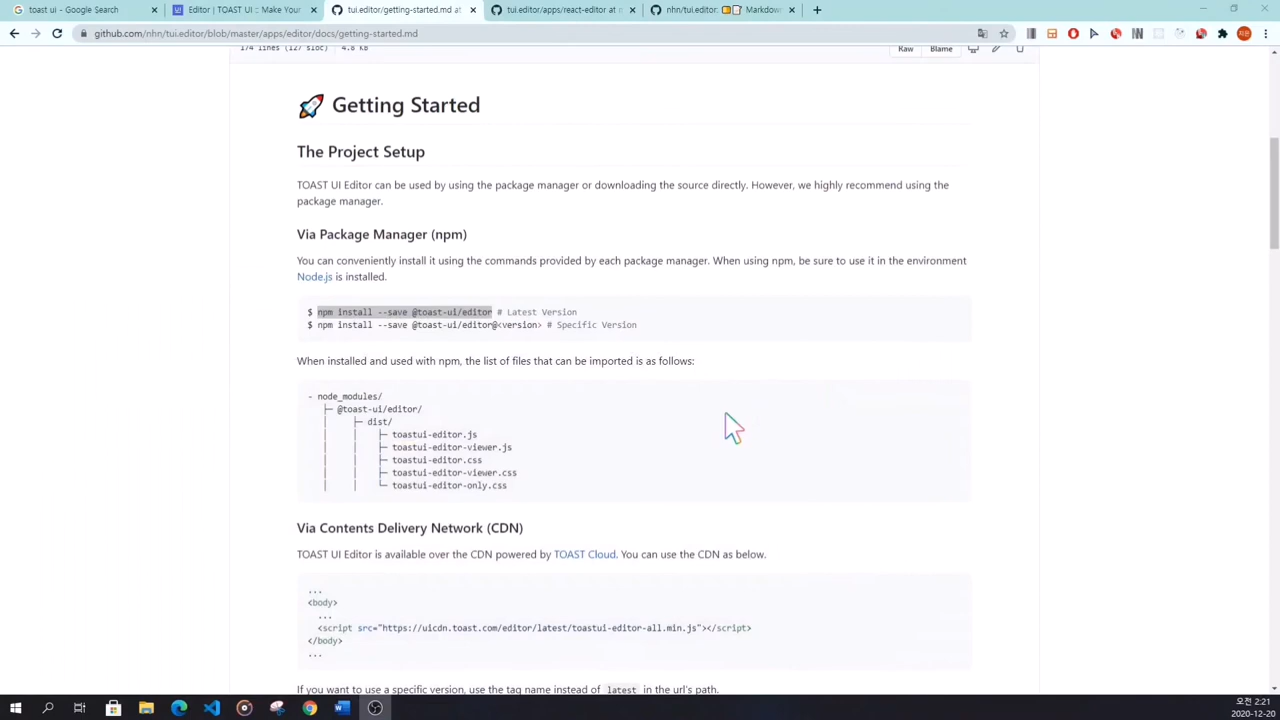 toast ui - Google Search
Editor | TOAST UI :: Make Your
tui.editor/getting-started.md at
tui.editor/apps/react-editor at
nhn/tui.editor: Markdow
github.com/nhn/tui.editor/blob/master/apps/editor/docs/getting-started.md
174 lines (127 sloc) 4.8 KB
Raw Blame
🚀 Getting Started
The Project Setup
TOAST UI Editor can be used by using the package manager or downloading the source directly. However, we highly recommend using the
package manager.
Via Package Manager (npm)
You can conveniently install it using the commands provided by each package manager. When using npm, be sure to use it in the environment
Node.js is installed.
$ npm install --save @toast-ui/editor # Latest Version
$ npm install --save @toast-ui/editor@<version> # Specific Version
When installed and used with npm, the list of files that can be imported is as follows:
- node_modules/
├─ @toast-ui/editor/
│ ├─ dist/
│ │ ├─ toastui-editor.js
│ │ ├─ toastui-editor-viewer.js
│ │ ├─ toastui-editor.css
│ │ ├─ toastui-editor-viewer.css
│ │ └─ toastui-editor-only.css
Via Contents Delivery Network (CDN)
TOAST UI Editor is available over the CDN powered by TOAST Cloud. You can use the CDN as below.
...
<body>
...
<script src="https://uicdn.toast.com/editor/latest/toastui-editor-all.min.js"></script>
</body>
...
If you want to use a specific version, use the tag name instead of latest in the url's path.
오전 2:21
2020-12-20